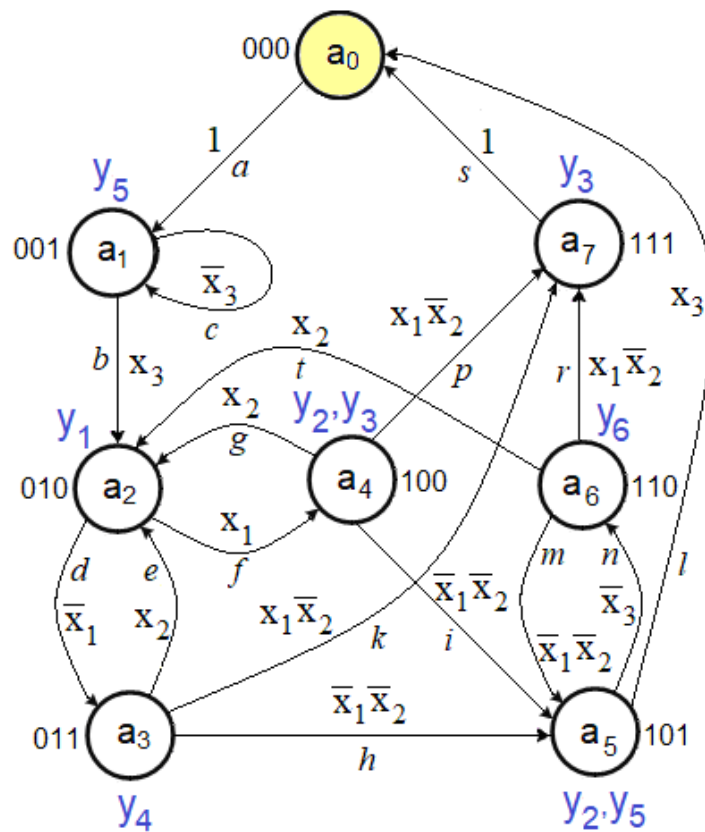 000 a₀
1 1
a s
y₅ y₃
001 a₁ a₇ 111
x̅₃
c
x₃
x₁x̅₂
b x₃
x₂
t p r x₁x̅₂
x₂
y₁ g y₂,y₃ y₆
010 a₂ a₄ 100 a₆ 110
x₁
f
d e m n l
x̅₁ x₂ x₁x̅₂ k i x̅₁x̅₂ x̅₃
x̅₁x̅₂
x̅₁x̅₂
011 a₃ a₅ 101
h
y₄ y₂,y₅